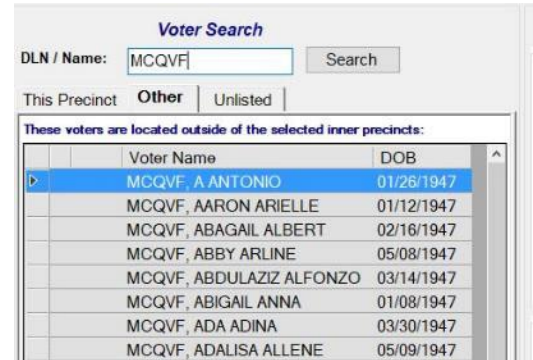 Voter Search
DLN / Name: MCQVF Search
This Precinct Other Unlisted
These voters are located outside of the selected inner precincts:
Voter Name DOB
MCQVF, A ANTONIO 01/26/1947
MCQVF, AARON ARIELLE 01/12/1947
MCQVF, ABAGAIL ALBERT 02/16/1947
MCQVF, ABBY ARLINE 05/08/1947
MCQVF, ABDULAZIZ ALFONZO 03/14/1947
MCQVF, ABIGAIL ANNA 01/08/1947
MCQVF, ADA ADINA 03/30/1947
MCQVF, ADALISA ALLENE 05/09/1947